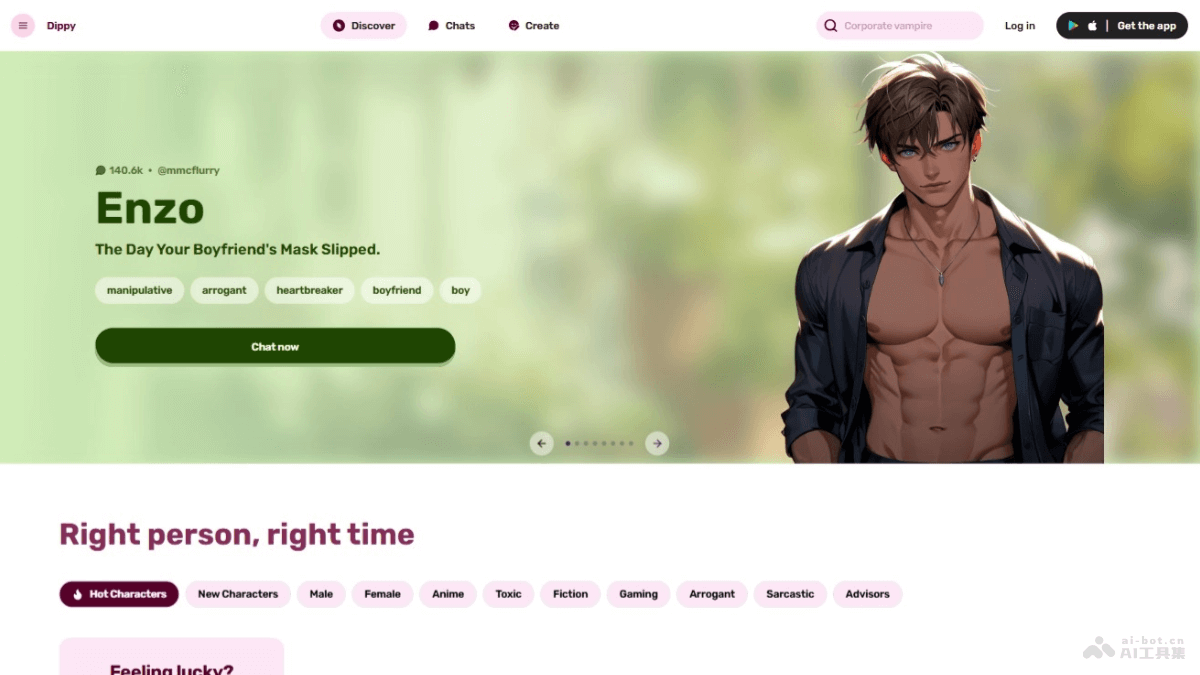 Dippy
Discover
Chats
Create
Corporate vampire
Log in
Get the app
140.6k • @mmcflurry
Enzo
The Day Your Boyfriend's Mask Slipped.
manipulative arrogant heartbreaker boyfriend boy
Chat now
Right person, right time
Hot Characters New Characters Male Female Anime Toxic Fiction Gaming Arrogant Sarcastic Advisors
Feeling lucky?
ai-bot.cn
AI工具集